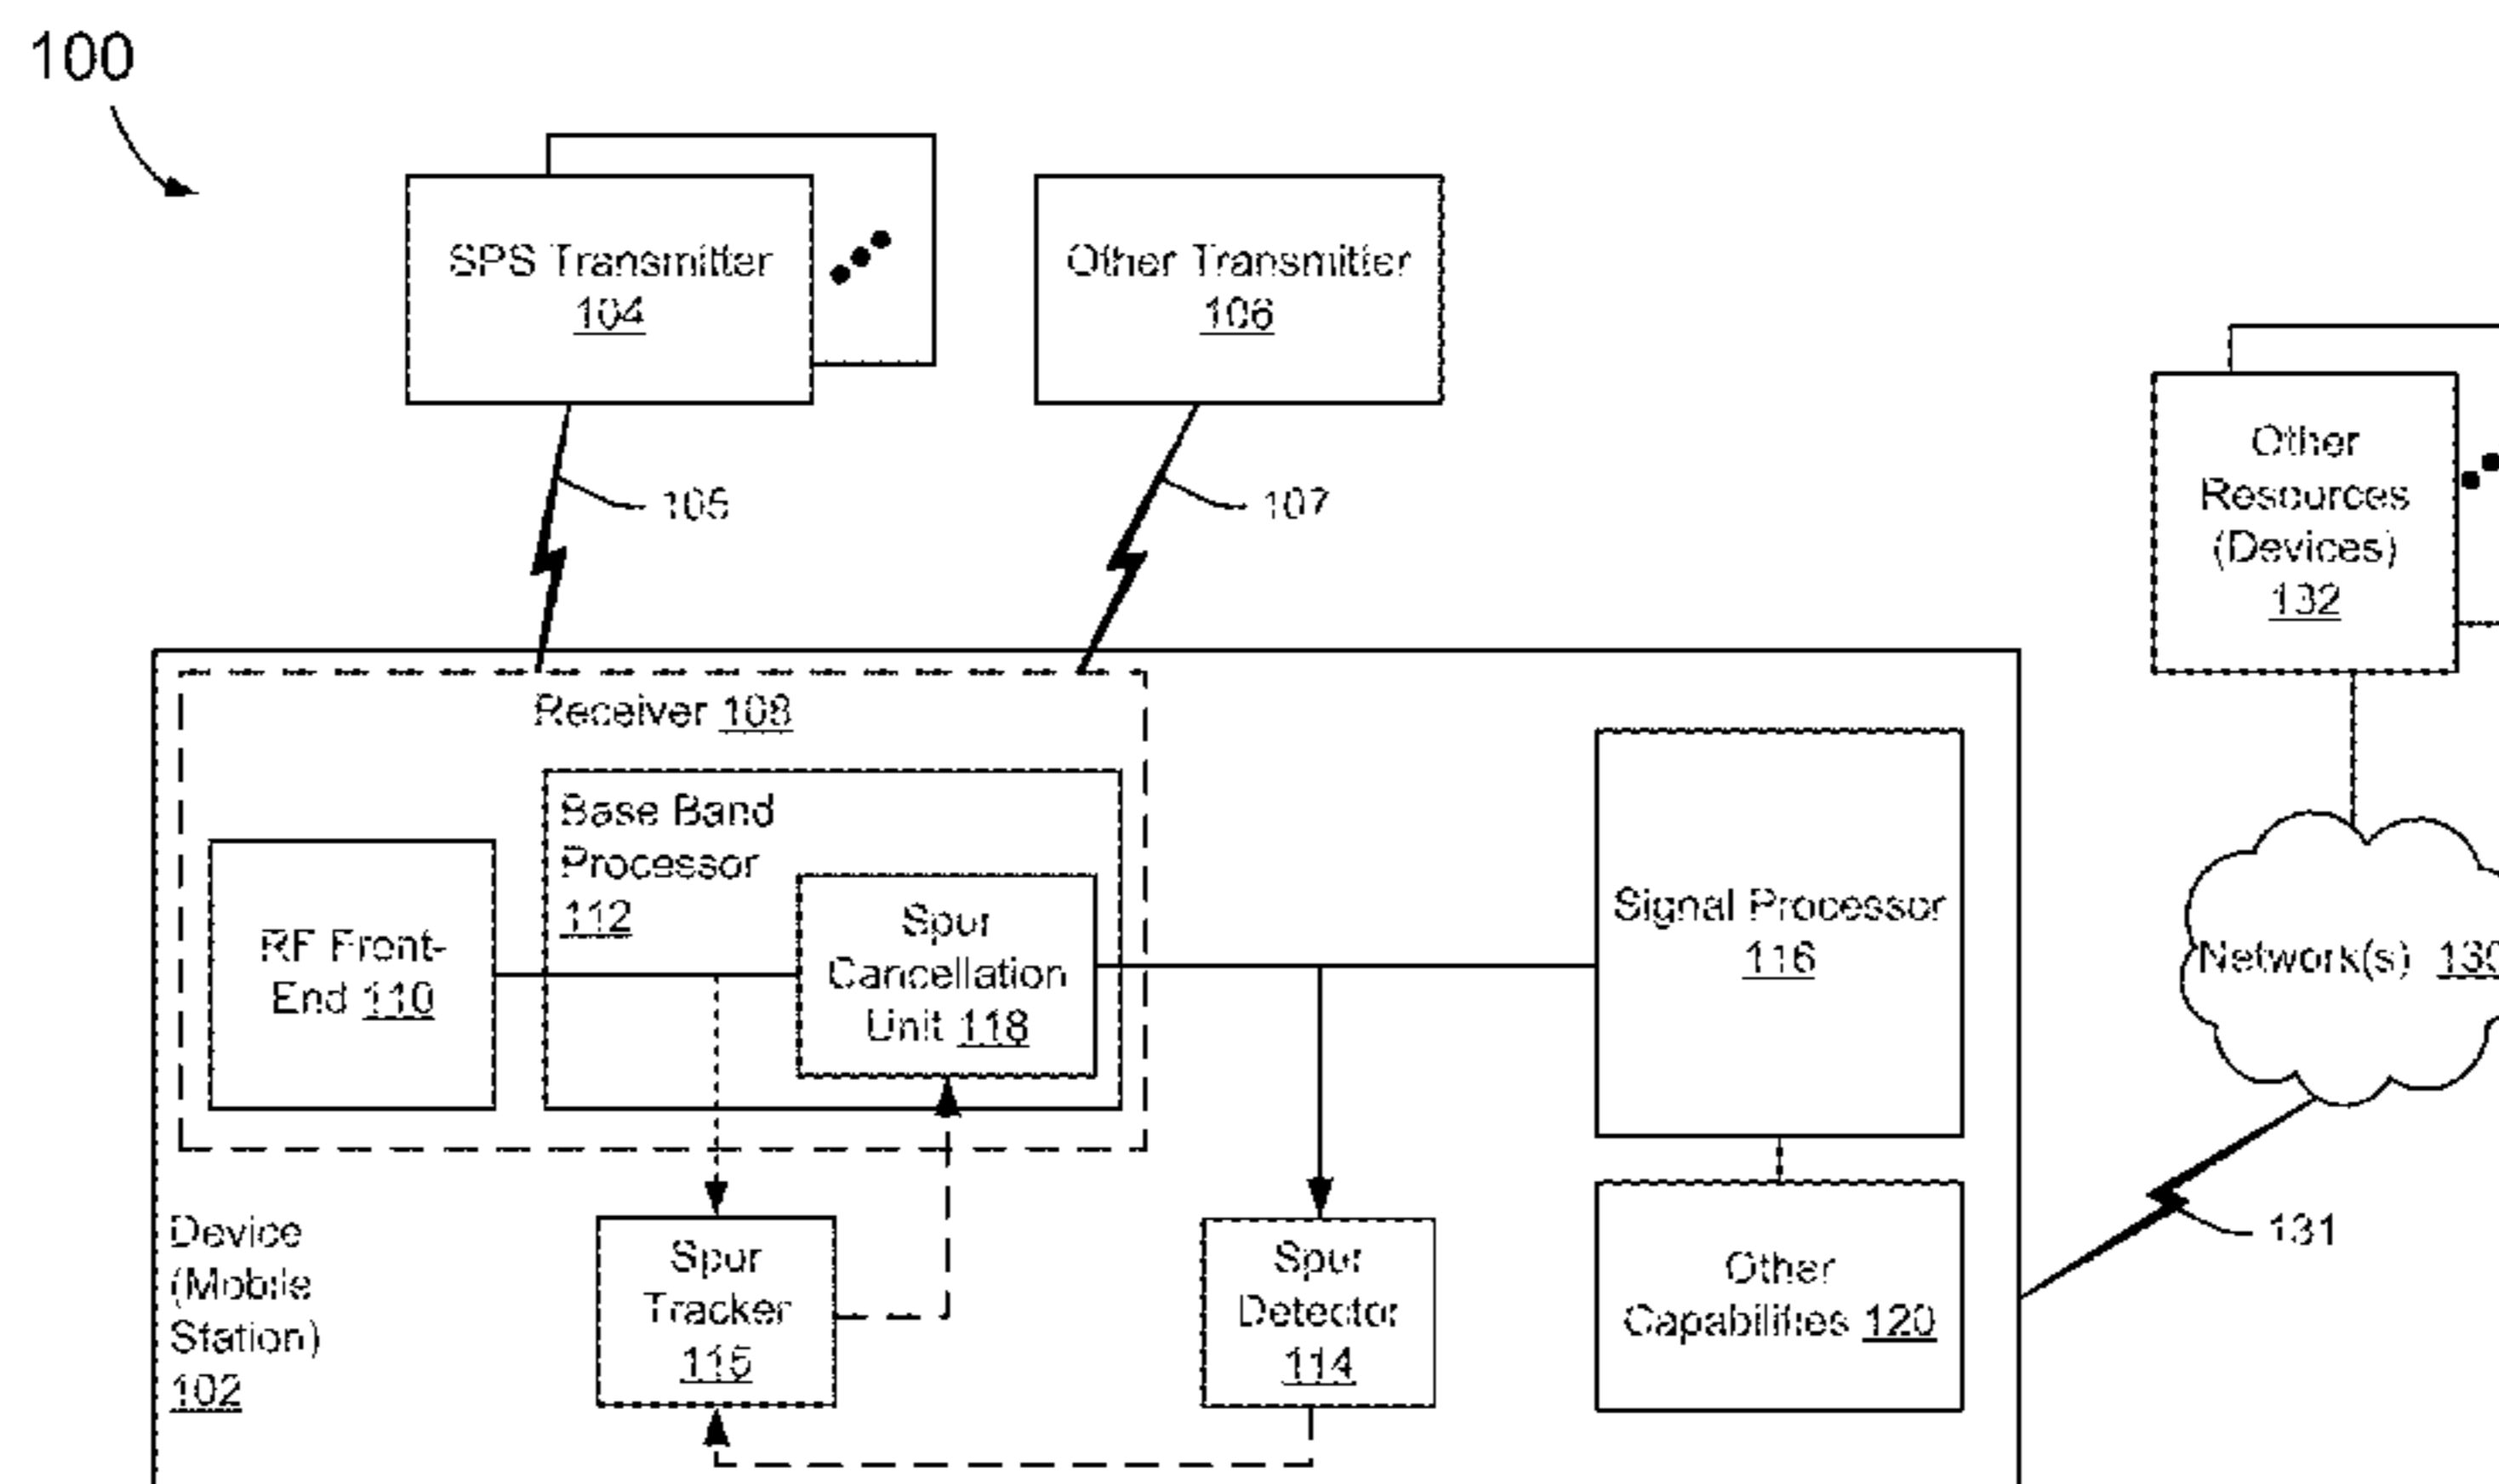 100
SPS Transmitter
104
Other Transmitter
106
105
107
Other
Resources
(Devices)
132
Receiver 108
Base Band
Processor
112
RF Front-
End 110
Spur
Cancellation
Unit 118
Signal Processor
116
Network(s) 130
Device
(Mobile
Station)
102
Spur
Tracker
115
Spur
Detector
114
Other
Capabilities 120
131